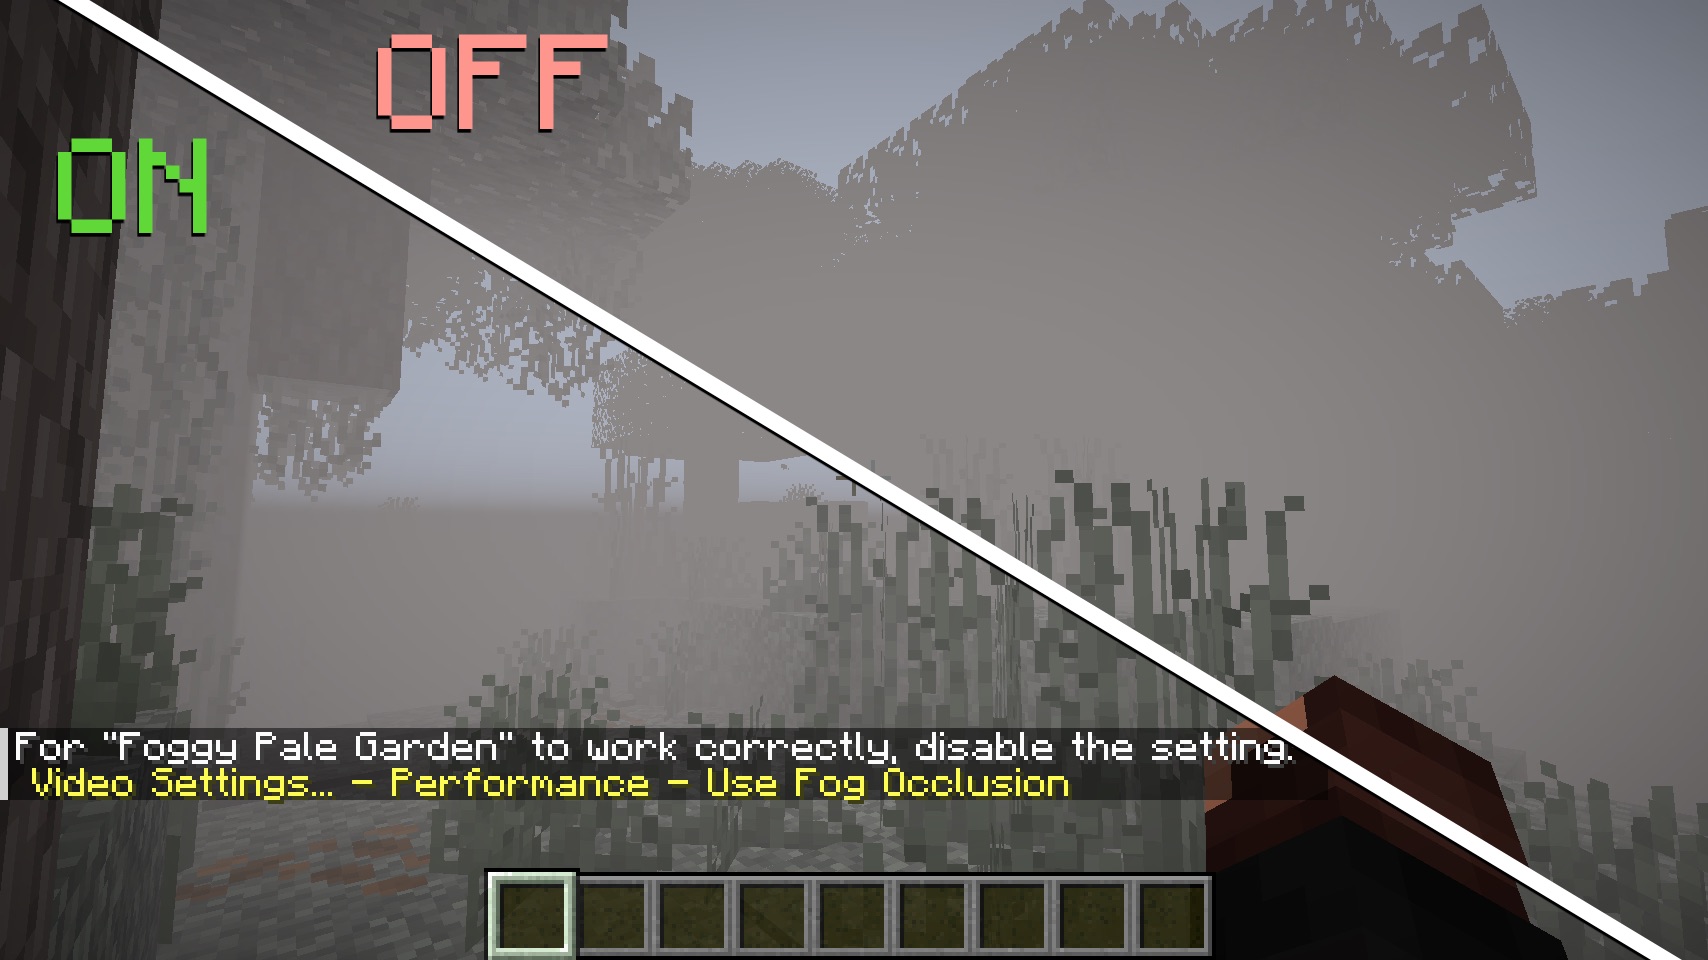 OFF
ON
For "Foggy Pale Garden" to work correctly, disable the setting.
Video Settings... - Performance - Use Fog Occlusion